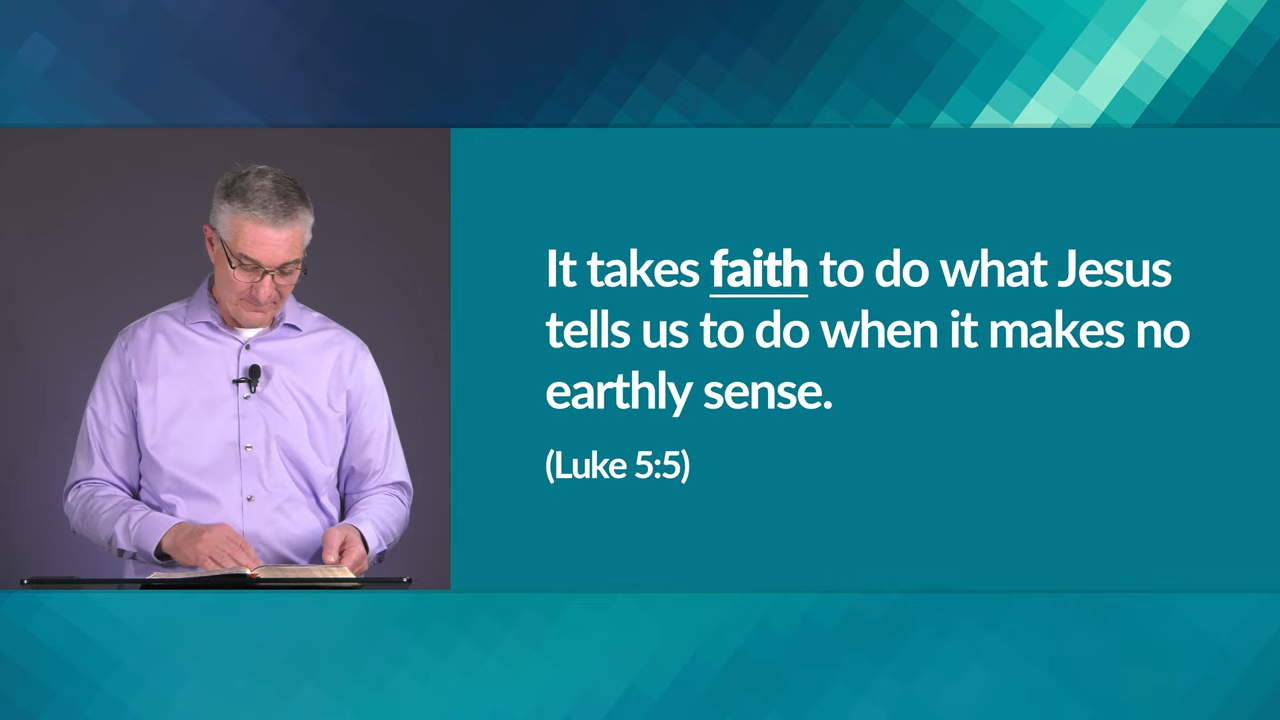 It takes faith to do what Jesus
tells us to do when it makes no
earthly sense.
(Luke 5:5)